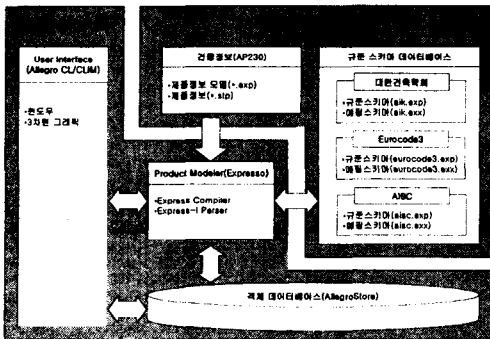 User Interface
(Allegro CL/CLIM)
•윈도우
•3차원 그래픽
건물정보(AP230)
•제품정보 모델(*.exp)
•제품정보(*.stp)
Product Modeler(Expresso)
•Express Compiler
•Express-I Parser
규준 스키마 데이터베이스
대한건축학회
•규준스키마(aik.exp)
•매핑스키마(aik.exx)
Eurocode3
•규준스키마(eurocode3.exp)
•매핑스키마(eurocode3.exx)
AISC
•규준스키마(aisc.exp)
•매핑스키마(aisc.exx)
객체 데이터베이스(AllegroStore)